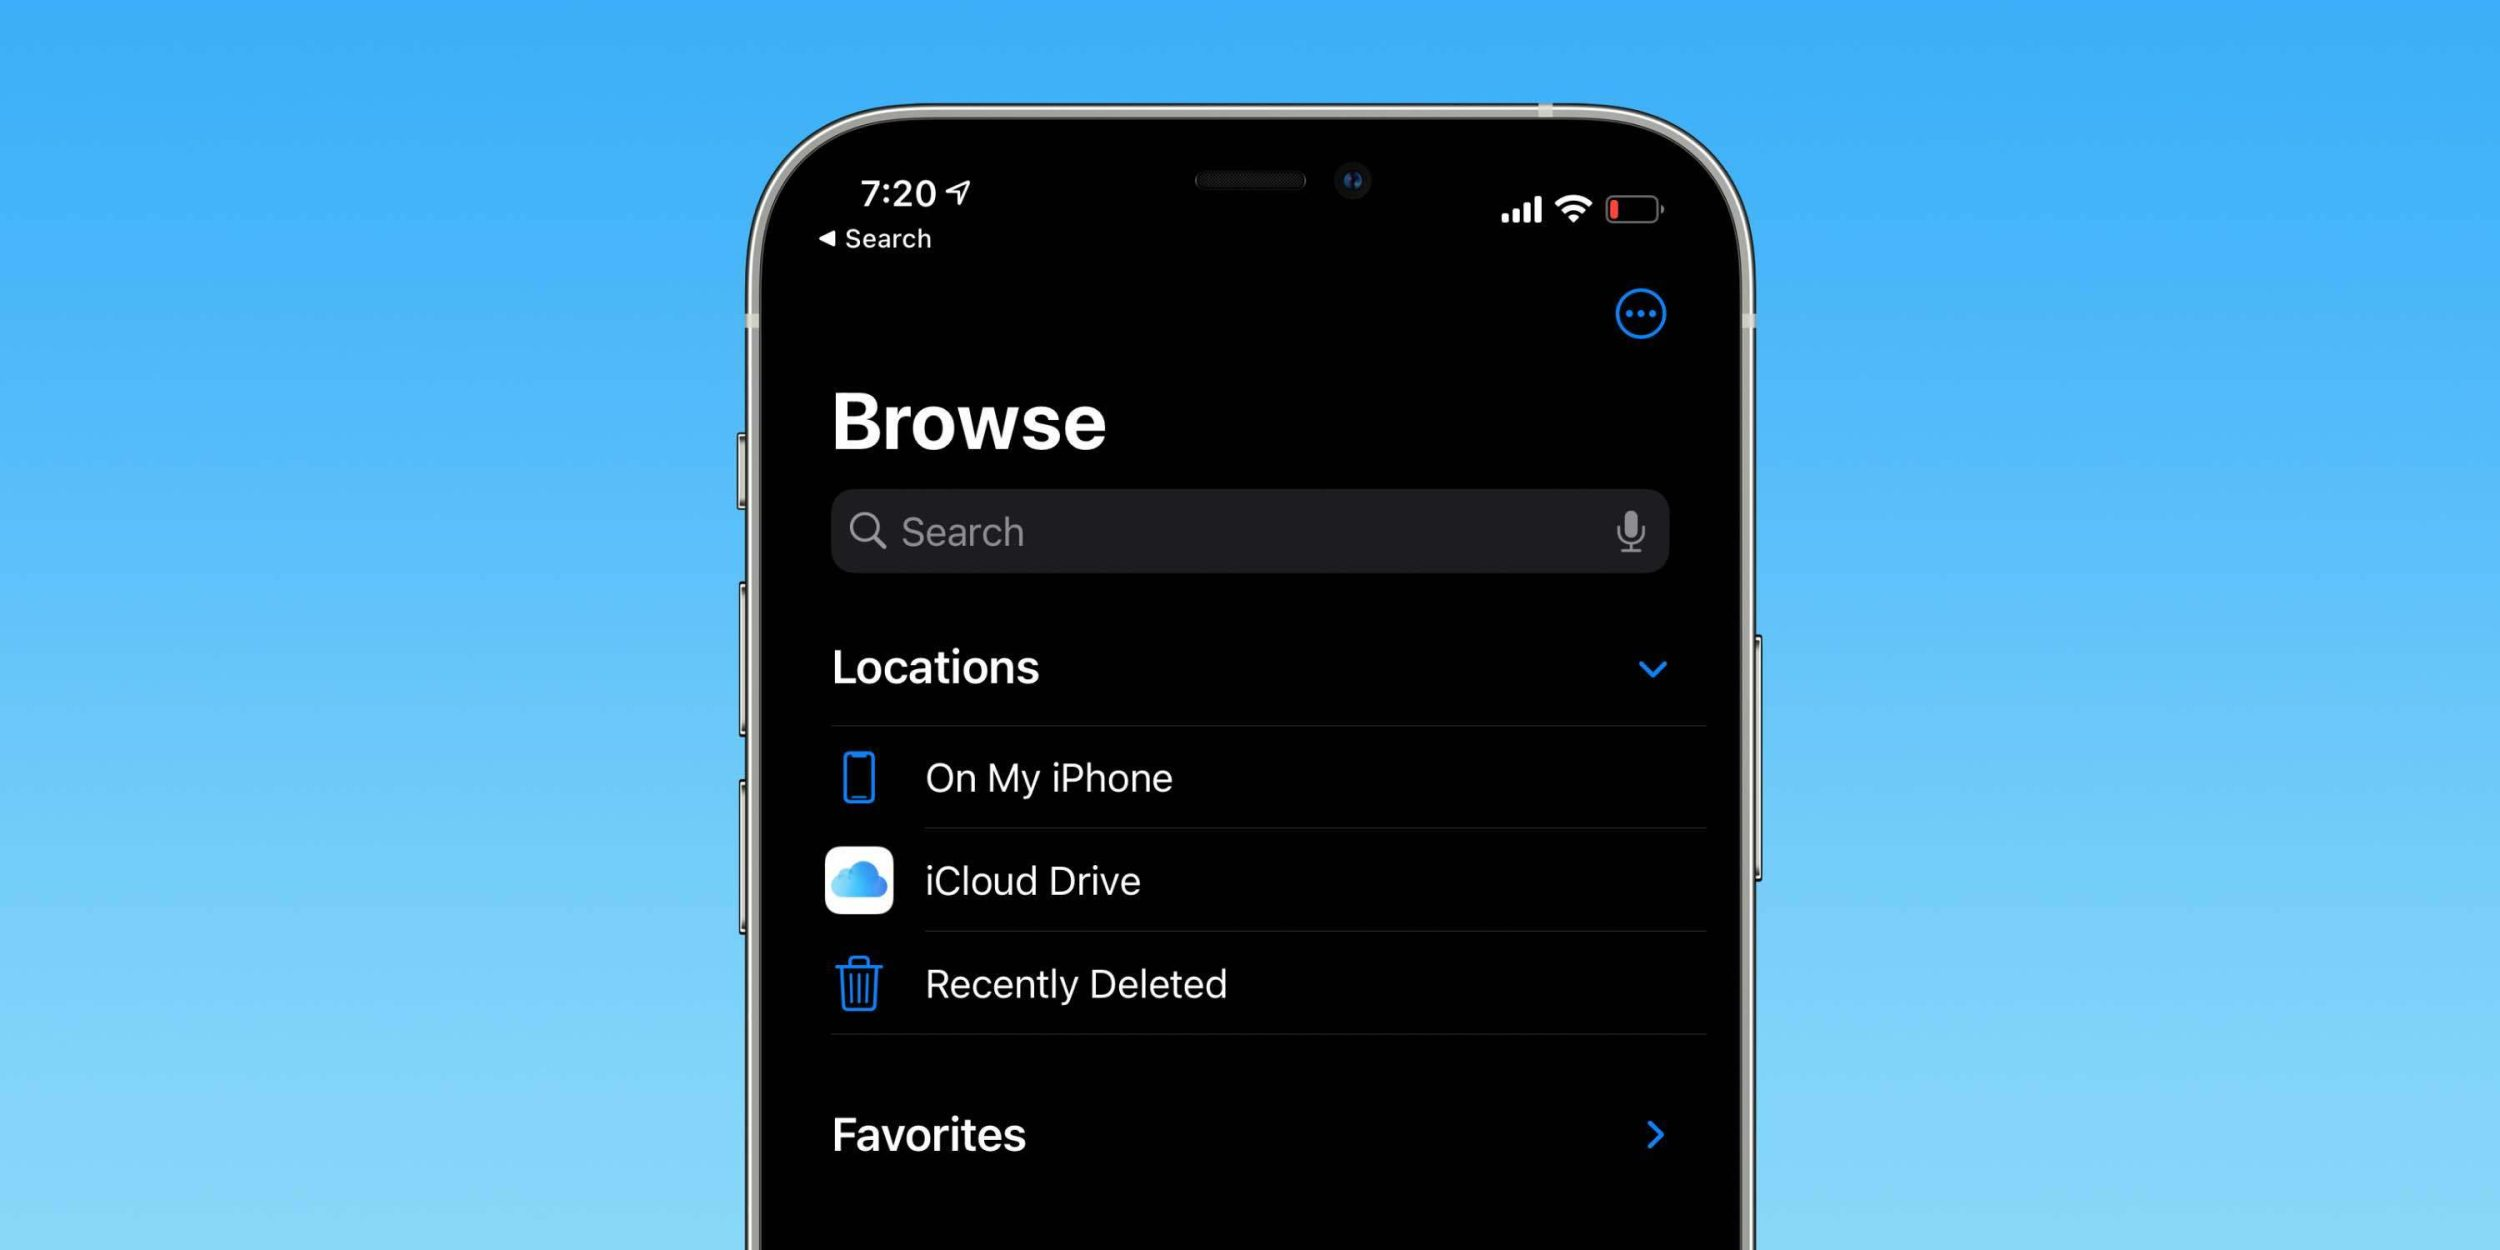 7:20
Search
Browse
Search
Locations
On My iPhone
iCloud Drive
Recently Deleted
Favorites